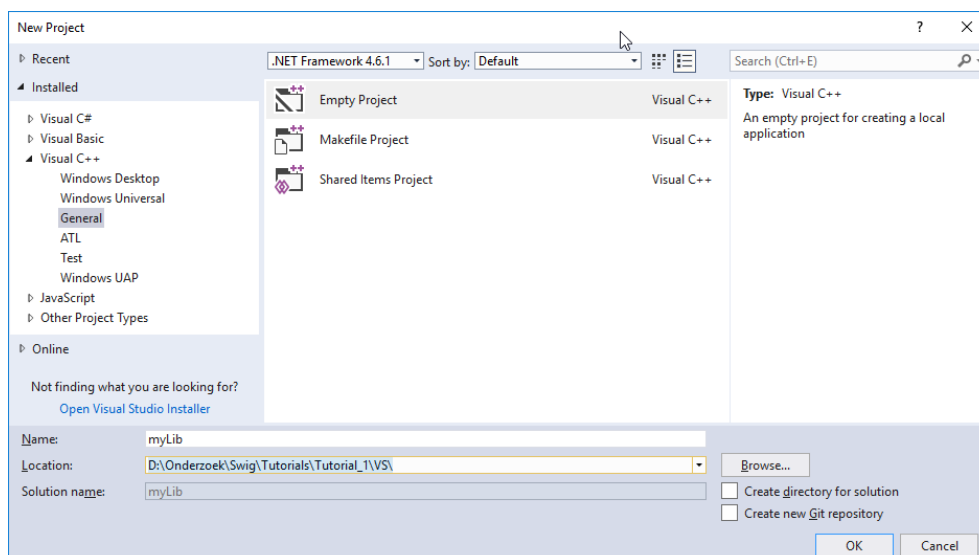 New Project
Recent
.NET Framework 4.6.1
Sort by:
Default
Search (Ctrl+E)
Installed
Visual C#
Visual Basic
Visual C++
Windows Desktop
Windows Universal
General
ATL
Test
Windows UAP
JavaScript
Other Project Types
Online
Not finding what you are looking for?
Open Visual Studio Installer
Empty Project Visual C++
Makefile Project Visual C++
Shared Items Project Visual C++
Type: Visual C++
An empty project for creating a local
application
Name: myLib
Location: D:\Onderzoek\Swig\Tutorials\Tutorial_1\VS\
Browse...
Solution name: myLib
Create directory for solution
Create new Git repository
OK
Cancel